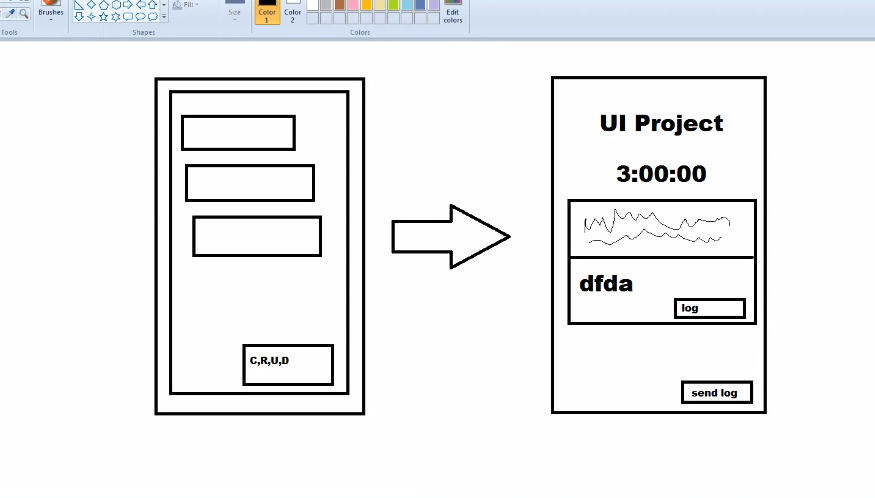 Tools
Brushes
Shapes
Fill
Size
Color
1
Color
2
Edit
colors
Colors
C,R,U,D
UI Project
3:00:00
dfda
log
send log